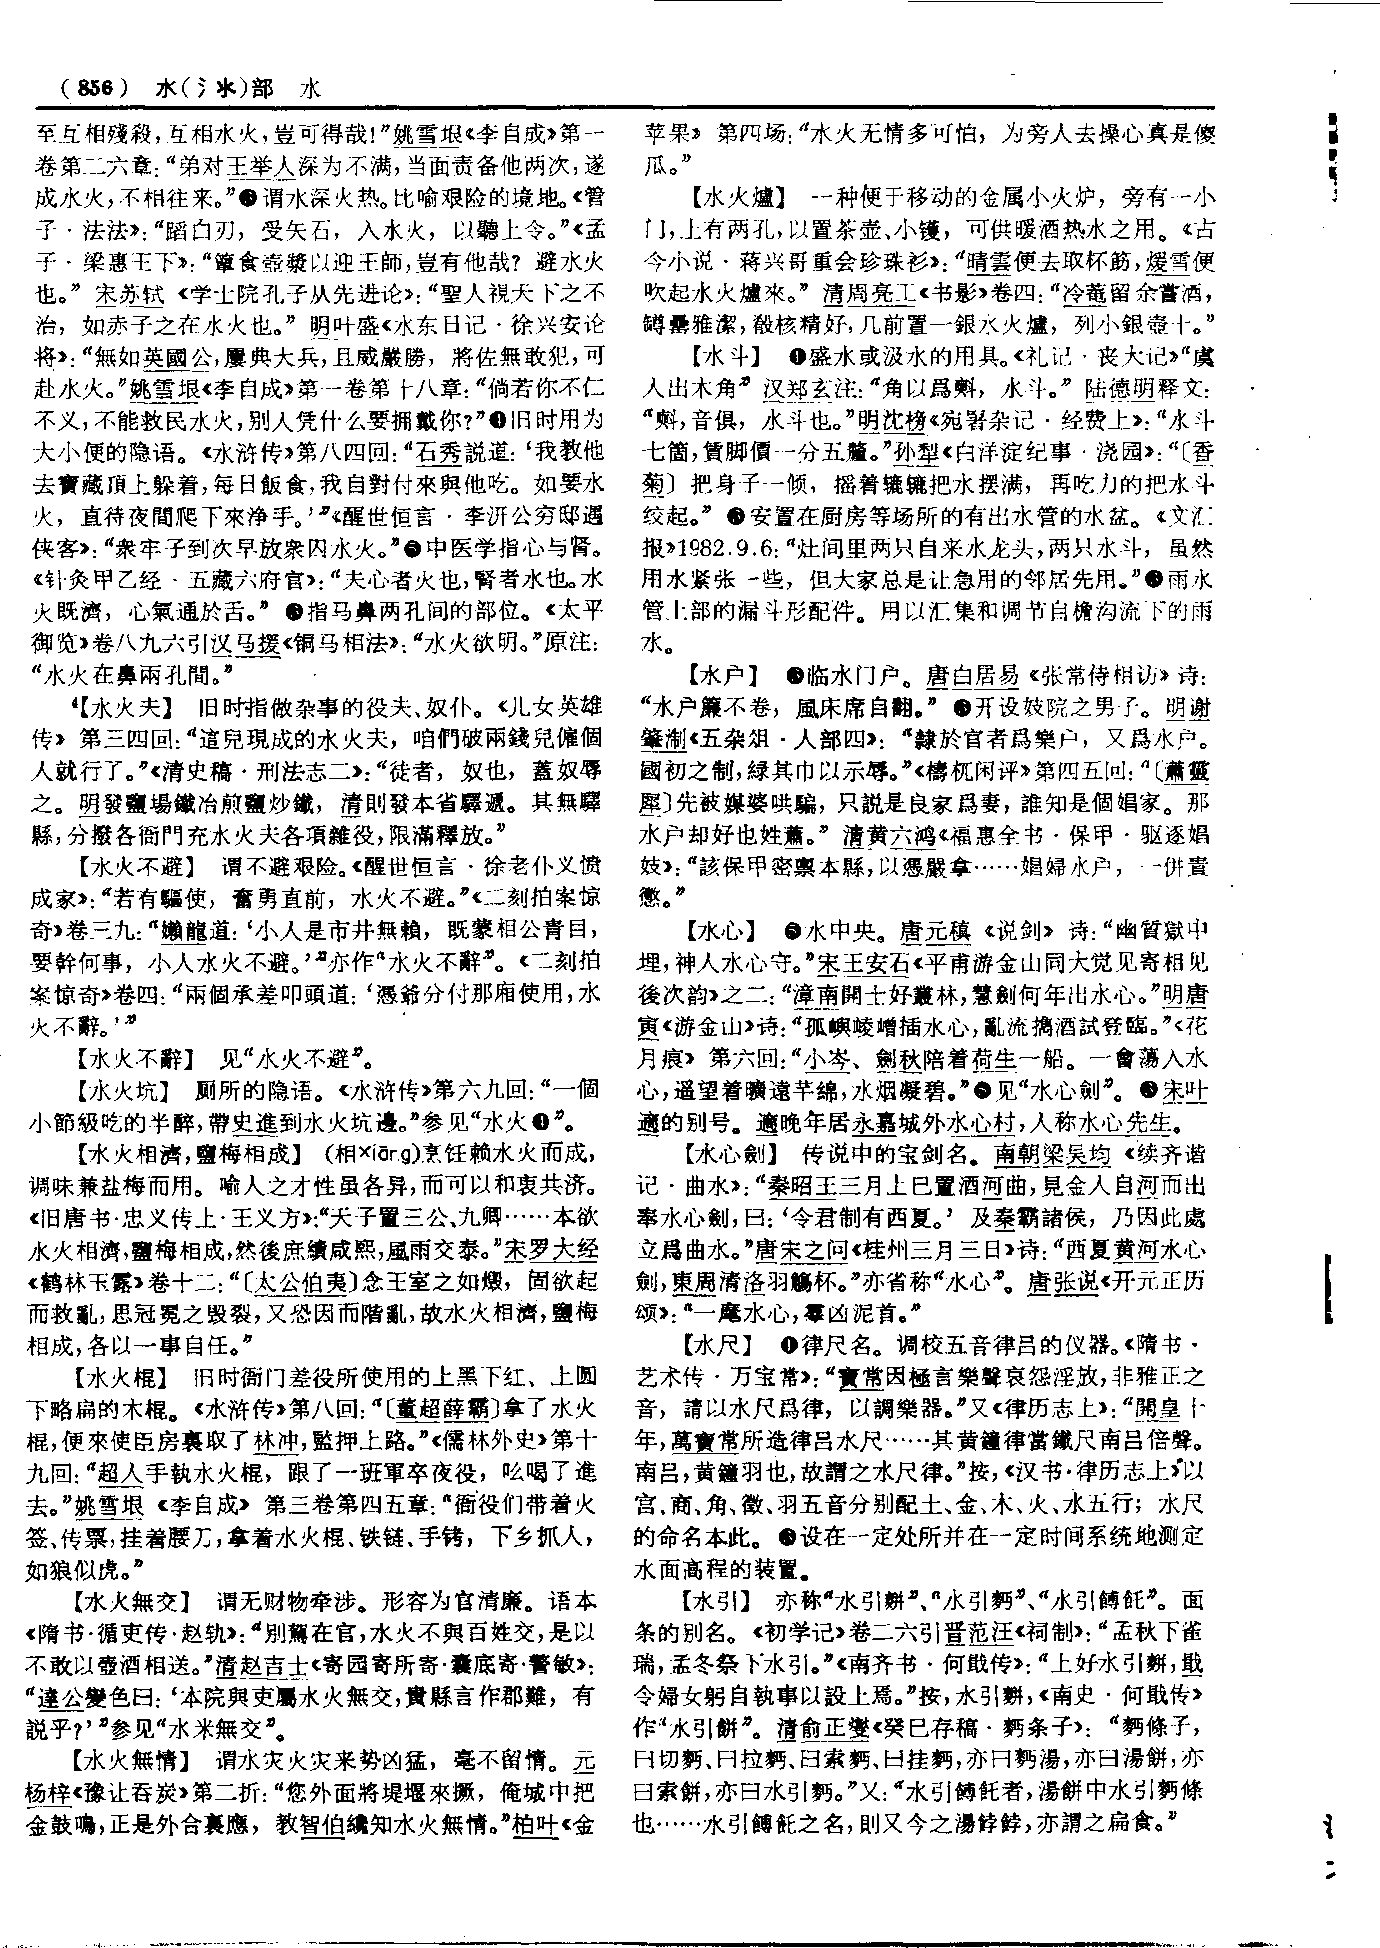 (856) 水(氵氺)部 水
至互相殘殺,互相水火,豈可得哉!”姚雪垠《李自成》第一
卷第二六章:“弟对王举人深为不满,当面责备他两次,遂
成水火,不相往来。”❸谓水深火热。比喻艰险的境地。《管
子·法法》:“蹈白刃,受矢石,入水火,以聽上令。”《孟
子·梁惠王下》:“簞食壺漿以迎王師,豈有他哉?避水火
也。”宋苏轼《学士院孔子从先进论》:“聖人視天下之不
治,如赤子之在水火也。”明叶盛《水东日记·徐兴安论
将》:“無如英國公,屢典大兵,且威嚴勝,將佐無敢犯,可
赴水火。”姚雪垠《李自成》第一卷第十八章:“倘若你不仁
不义,不能救民水火,别人凭什么要拥戴你?”❹旧时用为
大小便的隐语。《水浒传》第八四回:“石秀説道:‘我教他
去寶藏頂上躲着,每日飯食,我自對付來與他吃。如要水
火,直待夜間爬下來净手。’”《醒世恒言·李汧公穷邸遇
侠客》:“衆牢子到次早放衆囚水火。”❺中医学指心与肾。
《针灸甲乙经·五藏六府官》:“夫心者火也,腎者水也。水
火既濟,心氣通於舌。”❻指马鼻两孔间的部位。《太平
御览》卷八九六引汉马援《铜马相法》:“水火欲明。”原注:
“水火在鼻兩孔間。”
【水火夫】 旧时指做杂事的役夫、奴仆。《儿女英雄
传》第三四回:“這兒現成的水火夫,咱們破兩錢兒僱個
人就行了。”《清史稿·刑法志二》:“徒者,奴也,蓋奴辱
之。明發鹽場鐵冶煎鹽炒鐵,清則發本省驛遞。其無驛
縣,分撥各衙門充水火夫各項雜役,限滿釋放。”
【水火不避】 谓不避艰险。《醒世恒言·徐老仆义愤
成家》:“若有驅使,奮勇直前,水火不避。”《二刻拍案惊
奇》卷三九:“嬾龍道:‘小人是市井無賴,既蒙相公青目,
要幹何事,小人水火不避。’”亦作“水火不辭”。《二刻拍
案惊奇》卷四:“兩個承差叩頭道:‘憑爺分付那廂使用,水
火不辭。’”
【水火不辭】 见“水火不避”。
【水火坑】 厕所的隐语。《水浒传》第六九回:“一個
小節級吃的半醉,帶史進到水火坑邊。”参见“水火❹”。
【水火相濟,鹽梅相成】 (相xiāng)烹饪赖水火而成,
调味兼盐梅而用。喻人之才性虽各异,而可以和衷共济。
《旧唐书·忠义传上·王义方》:“天子置三公、九卿……本欲
水火相濟,鹽梅相成,然後庶績咸熙,風雨交泰。”宋罗大经
《鹤林玉露》卷十二:“〔太公伯夷〕念王室之如燬,固欲起
而救亂,思冠冕之毁裂,又恐因而階亂,故水火相濟,鹽梅
相成,各以一事自任。”
【水火棍】 旧时衙门差役所使用的上黑下红、上圆
下略扁的木棍。《水浒传》第八回:“〔董超薛霸〕拿了水火
棍,便來使臣房裏取了林冲,監押上路。”《儒林外史》第十
九回:“超人手執水火棍,跟了一班軍卒夜役,吆喝了進
去。”姚雪垠《李自成》第三卷第四五章:“衙役们带着火
签、传票,挂着腰刀,拿着水火棍、铁链、手铐,下乡抓人,
如狼似虎。”
【水火無交】 谓无财物牵涉。形容为官清廉。语本
《隋书·循吏传·赵轨》:“别駕在官,水火不與百姓交,是以
不敢以壺酒相送。”清赵吉士《寄园寄所寄·囊底寄·警敏》:
“達公變色曰:‘本院與吏屬水火無交,貴縣言作郡難,有
説乎?’”参见“水米無交”。
【水火無情】 谓水灾火灾来势凶猛,毫不留情。元
杨梓《豫让吞炭》第二折:“您外面將堤堰來撅,俺城中把
金鼓鳴,正是外合裏應,教智伯纔知水火無情。”柏叶《金
苹果》第四场:“水火无情多可怕,为旁人去操心真是傻
瓜。”
【水火爐】 一种便于移动的金属小火炉,旁有一小
门,上有两孔,以置茶壶、小镬,可供暖酒热水之用。《古
今小说·蒋兴哥重会珍珠衫》:“晴雲便去取杯筋,煖雪便
吹起水火爐來。”清周亮工《书影》卷四:“冷菴留余嘗酒,
罇罍雅潔,殽核精好,几前置一銀水火爐,列小銀壺十。”
【水斗】 ❶盛水或汲水的用具。《礼记·丧大记》“虞
人出木角”汉郑玄注:“角以爲㪺,水斗。”陆德明释文:
“㪺,音俱,水斗也。”明沈榜《宛署杂记·经费上》:“水斗
七箇,賃脚價一分五釐。”孙犁《白洋淀纪事·浇园》:“〔香
菊〕把身子一倾,摇着辘辘把水摆满,再吃力的把水斗
绞起。”❷安置在厨房等场所的有出水管的水盆。《文汇
报》1982.9.6:“灶间里两只自来水龙头,两只水斗,虽然
用水紧张一些,但大家总是让急用的邻居先用。”❸雨水
管上部的漏斗形配件。用以汇集和调节自檐沟流下的雨
水。
【水户】 ❶临水门户。唐白居易《张常侍相访》诗:
“水户簾不卷,風床席自翻。”❷开设妓院之男子。明谢
肇淛《五杂俎·人部四》:“隸於官者爲樂户,又爲水户。
國初之制,緑其巾以示辱。”《檮杌闲评》第四五回:“〔蕭靈
犀〕先被媒婆哄騙,只説是良家爲妻,誰知是個娼家。那
水户却好也姓蕭。”清黄六鸿《福惠全书·保甲·驱逐娼
妓》:“該保甲密禀本縣,以憑嚴拿……娼婦水户,一併責
懲。”
【水心】 ❶水中央。唐元稹《说剑》诗:“幽質獄中
埋,神人水心守。”宋王安石《平甫游金山同大觉见寄相见
後次韵》之二:“漳南開士好叢林,慧劍何年出水心。”明唐
寅《游金山》诗:“孤嶼崚嶒插水心,亂流擕酒試登臨。”《花
月痕》第六回:“小岑、劍秋陪着荷生一船。一會蕩入水
心,遥望着曠遠芊綿,水烟凝碧。”❷见“水心劍”。❸宋叶
適的别号。適晚年居永嘉城外水心村,人称水心先生。
【水心劍】 传说中的宝剑名。南朝梁吴均《续齐谐
记·曲水》:“秦昭王三月上巳置酒河曲,見金人自河而出
奉水心劍,曰:‘令君制有西夏。’及秦霸諸侯,乃因此處
立爲曲水。”唐宋之问《桂州三月三日》诗:“西夏黄河水心
劍,東周清洛羽觴杯。”亦省称“水心”。唐张说《开元正历
颂》:“一麾水心,羣凶泥首。”
【水尺】 ❶律尺名。调校五音律吕的仪器。《隋书·
艺术传·万宝常》:“寶常因極言樂聲哀怨淫放,非雅正之
音,請以水尺爲律,以調樂器。”又《律历志上》:“開皇十
年,萬寶常所造律吕水尺……其黄鐘律當鐵尺南吕倍聲。
南吕,黄鐘羽也,故謂之水尺律。”按,《汉书·律历志上》以
宫、商、角、徵、羽五音分别配土、金、木、火、水五行;水尺
的命名本此。❷设在一定处所并在一定时间系统地测定
水面高程的装置。
【水引】 亦称“水引䴵”、“水引麪”、“水引餺飥”。面
条的别名。《初学记》卷二六引晋范汪《祠制》:“孟秋下雀
瑞,孟冬祭下水引。”《南齐书·何戢传》:“上好水引䴵,戢
令婦女躬自執事以設上焉。”按,水引䴵,《南史·何戢传》
作“水引餅”。清俞正燮《癸巳存稿·麪条子》:“麪條子,
曰切麪、曰拉麪、曰索麪、曰挂麪,亦曰麪湯,亦曰湯餅,亦
曰索餅,亦曰水引麪。”又:“水引餺飥者,湯餅中水引麪條
也……水引餺飥之名,則又今之湯餑餑,亦謂之扁食。”